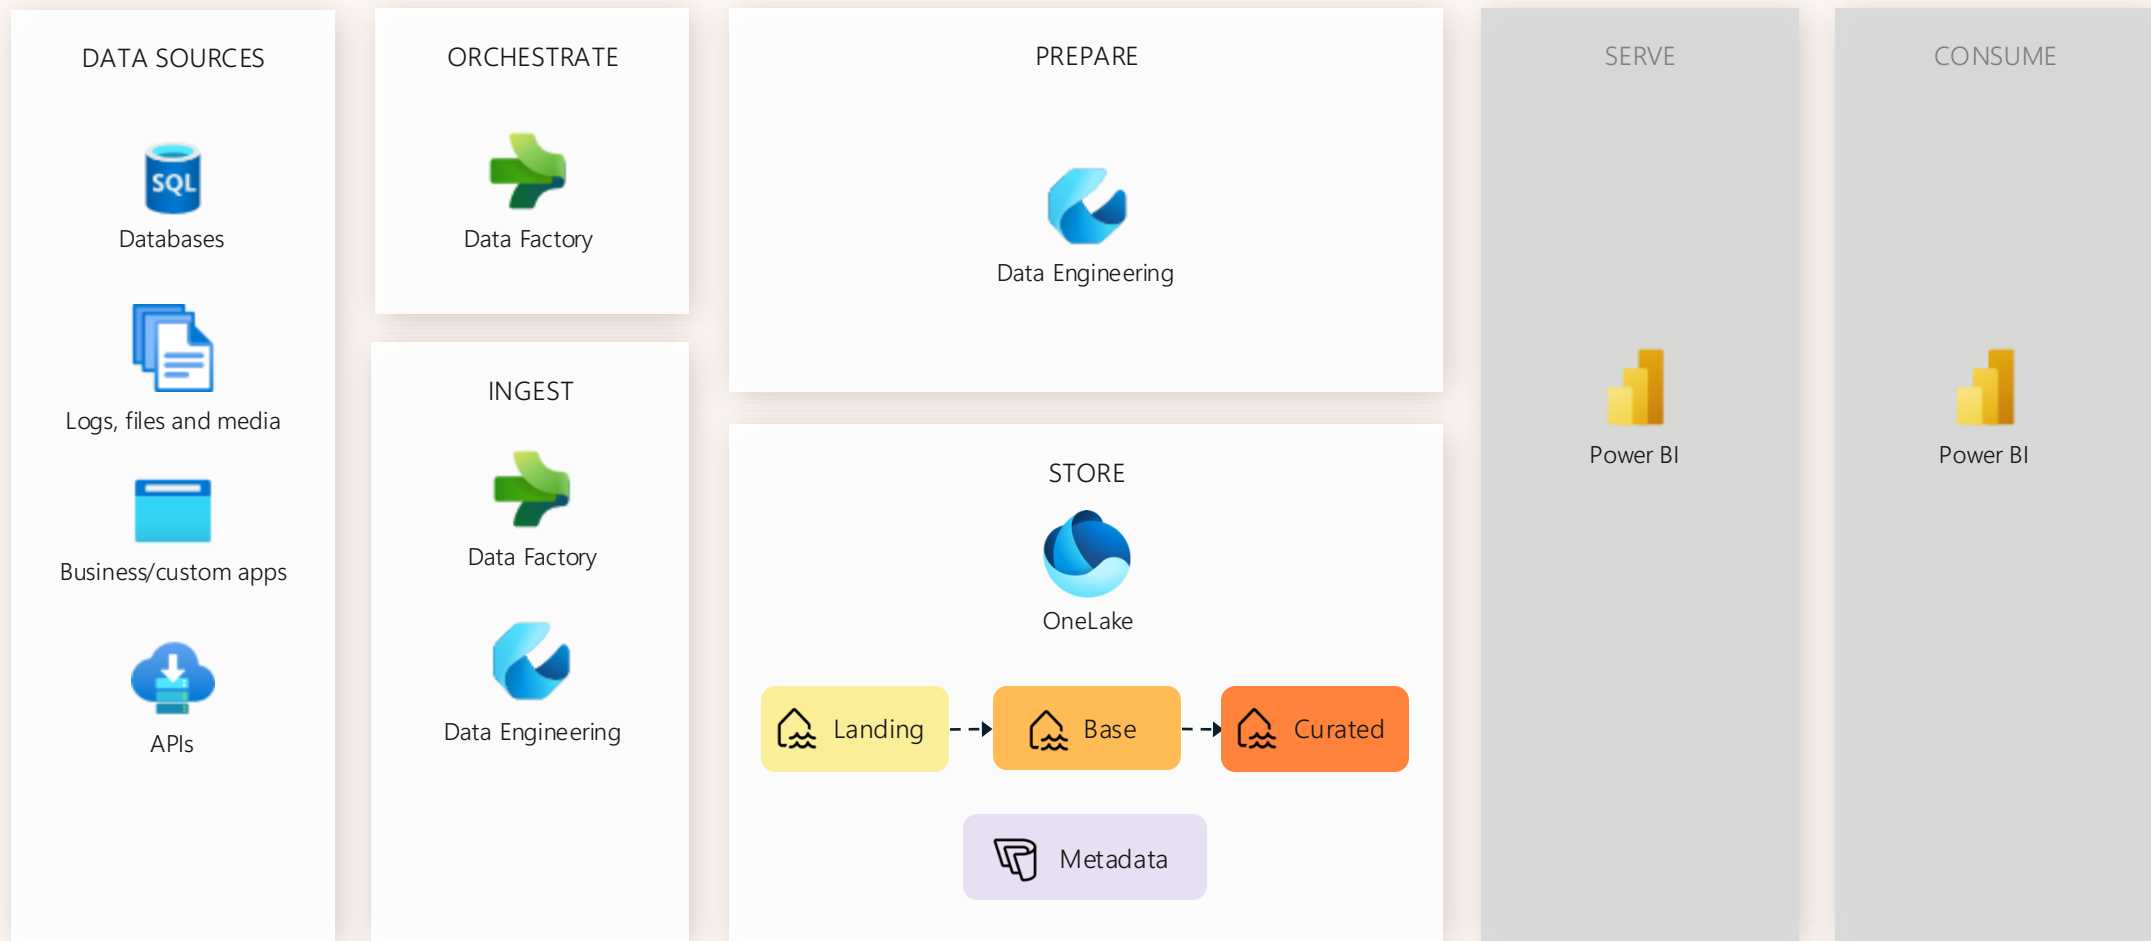 DATA SOURCES
SQL
Databases
Logs, files and media
Business/custom apps
APIs
ORCHESTRATE
Data Factory
INGEST
Data Factory
Data Engineering
PREPARE
Data Engineering
STORE
OneLake
Landing
Base
Curated
Metadata
SERVE
Power BI
CONSUME
Power BI